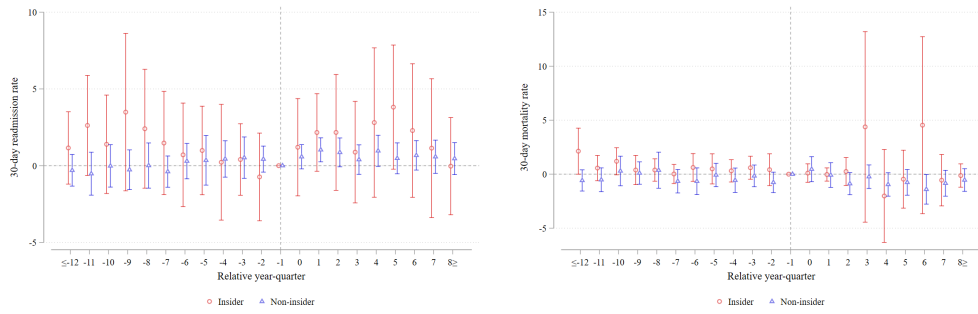 10
5
0
-5
30-day readmission rate
≤-12 -11 -10 -9 -8 -7 -6 -5 -4 -3 -2 -1 0 1 2 3 4 5 6 7 8≥
Relative year-quarter
Insider Non-insider
15
10
5
0
-5
30-day mortality rate
≤-12 -11 -10 -9 -8 -7 -6 -5 -4 -3 -2 -1 0 1 2 3 4 5 6 7 8≥
Relative year-quarter
Insider Non-insider